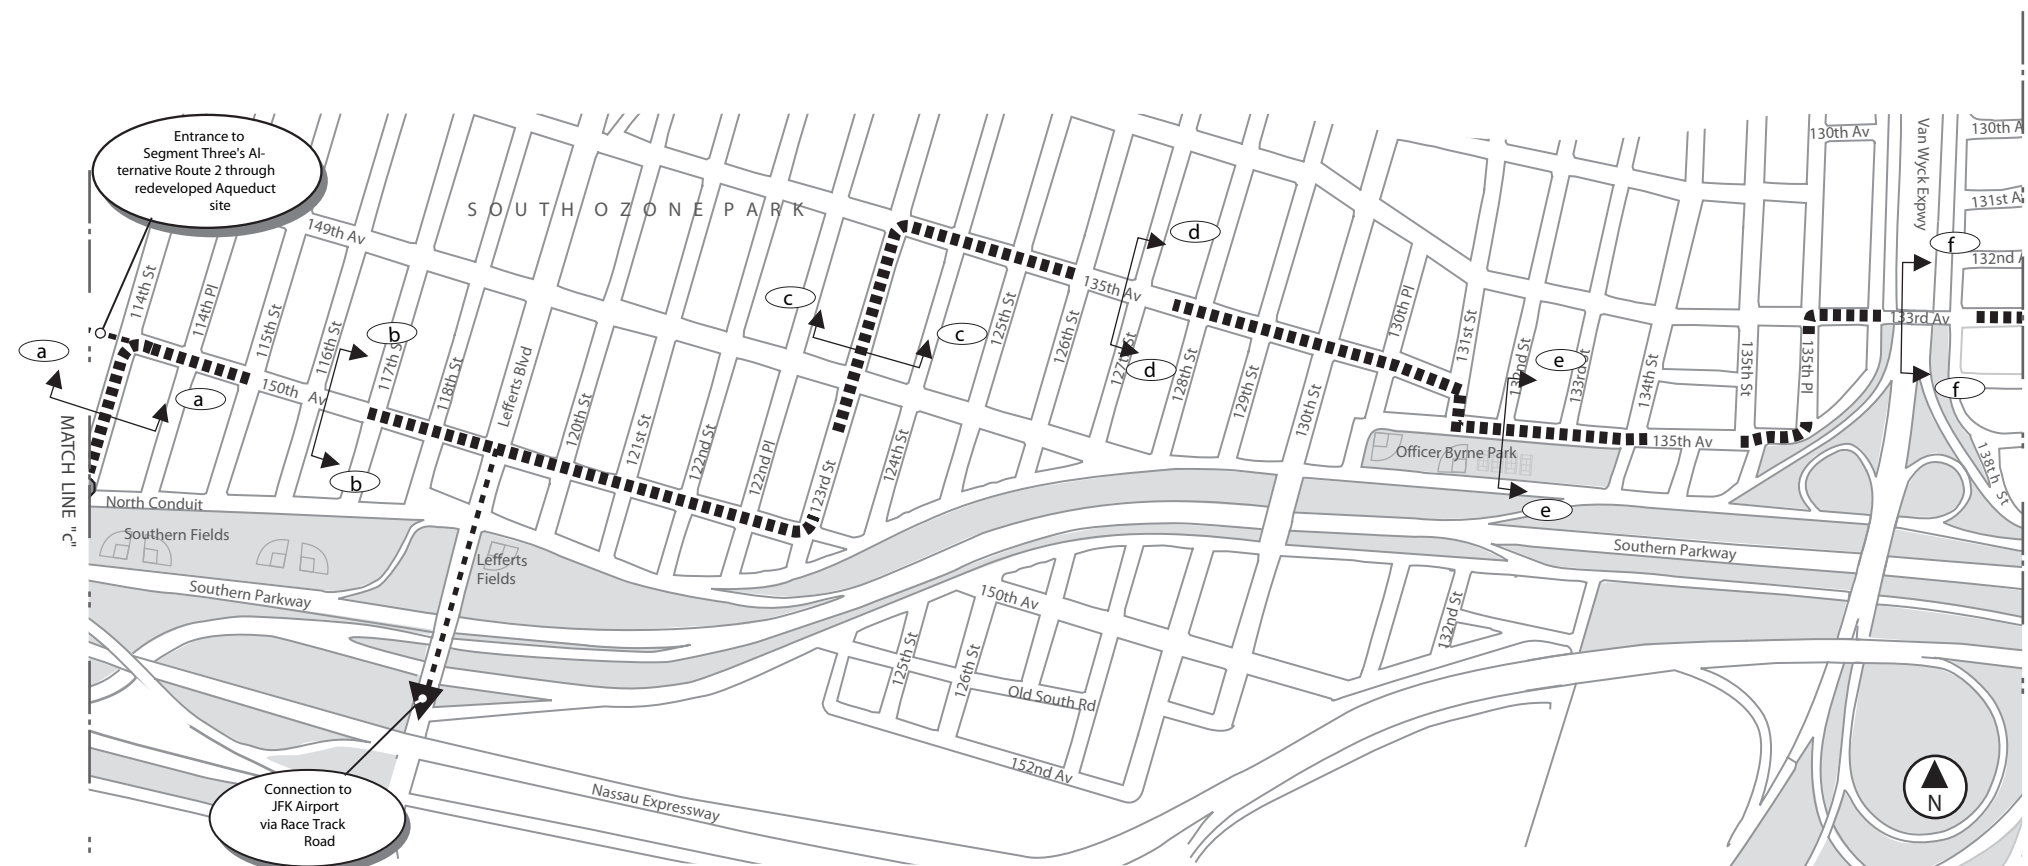 Entrance to
Segment Three's Al-
ternative Route 2 through
redeveloped Aqueduct
site
130th Av
Van Wyck Expwy
130th A
131st A
132nd A
SOUTH OZONE PARK
149th Av
114th St
114th Pl
115th St
116th St
117th S
118th St
Lefferts Blvd
120th St
121st St
122nd St
122nd Pl
123rd St
124th St
125th St
126th St
127th St
128th St
129th St
130th St
130th Pl
131st St
132nd St
133rd St
134th St
135th St
135th Pl
135th Av
133rd Av
138th St
a
a
b
b
c
c
d
d
e
e
f
f
150th Av
135th Av
Officer Byrne Park
MATCH LINE "c"
North Conduit
Southern Fields
Lefferts
Fields
Southern Parkway
Southern Parkway
150th Av
125th St
126th St
132nd St
Old South Rd
152nd Av
Nassau Expressway
Connection to
JFK Airport
via Race Track
Road
N